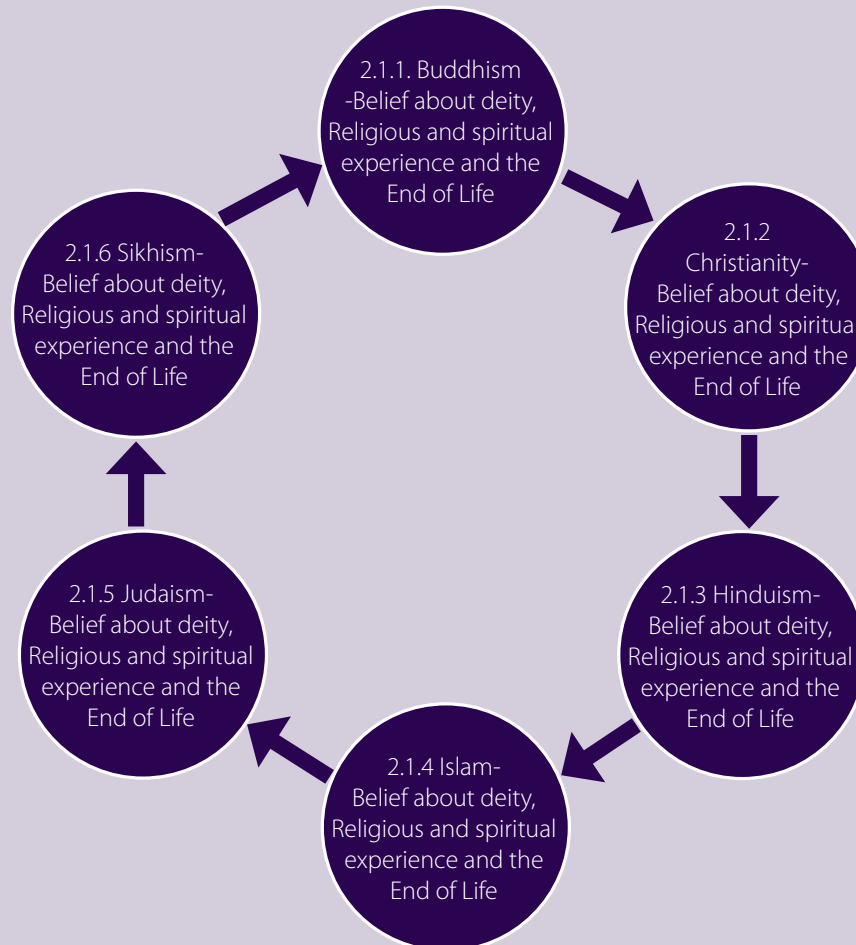 2.1.1. Buddhism
-Belief about deity,
Religious and spiritual
experience and the
End of Life
2.1.2
Christianity-
Belief about deity,
Religious and spiritua
experience and the
End of Life
2.1.3 Hinduism-
Belief about deity,
Religious and spiritual
experience and the
End of Life
2.1.4 Islam-
Belief about deity,
Religious and spiritual
experience and the
End of Life
2.1.5 Judaism-
Belief about deity,
Religious and spiritual
experience and the
End of Life
2.1.6 Sikhism-
Belief about deity,
Religious and spiritual
experience and the
End of Life